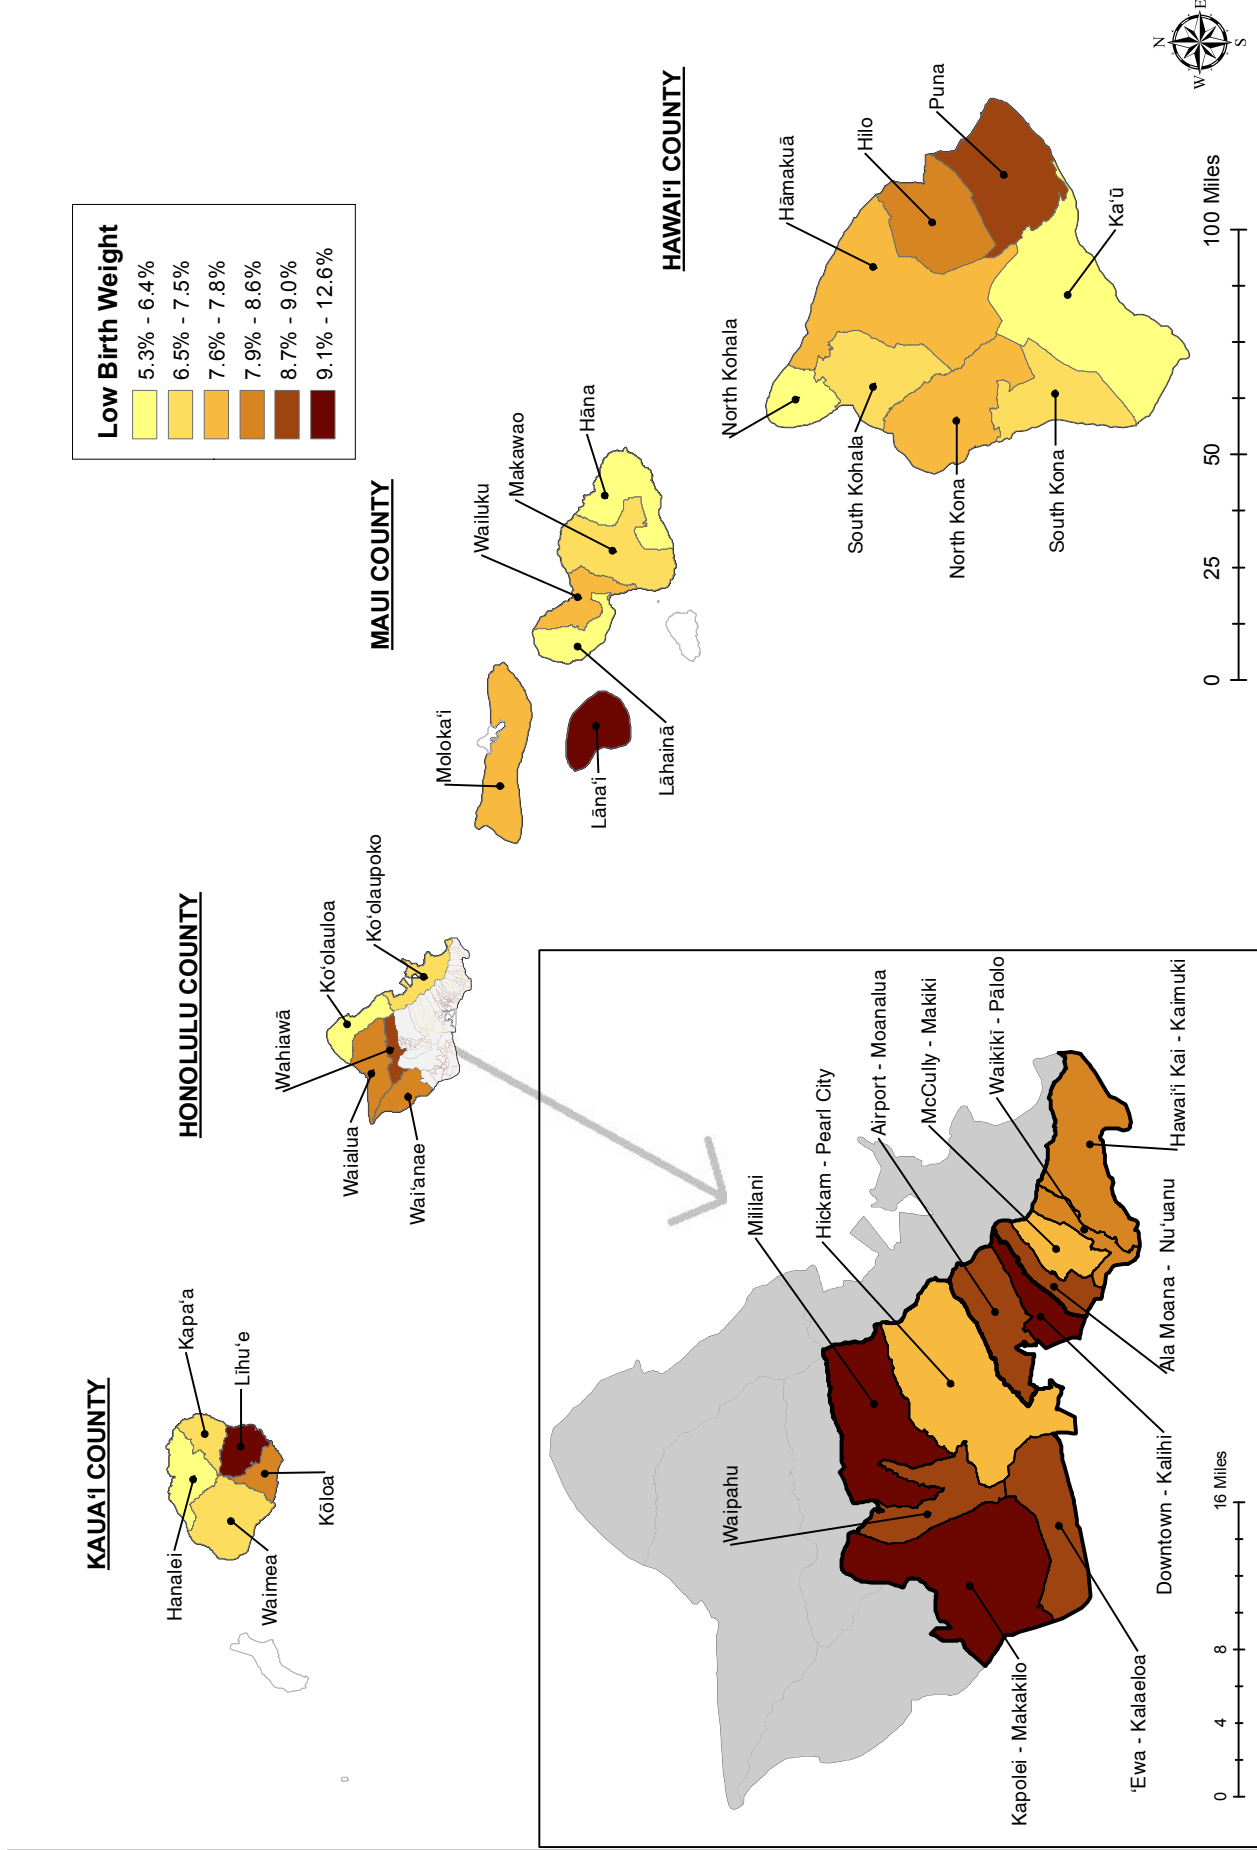 KAUAʻI COUNTY
Hanalei
Kapaʻa
Lihuʻe
Waimea
Kōloa
HONOLULU COUNTY
Wahiawā
Koʻolauloa
Koʻolaupoko
Waialua
Waiʻanae
MAUI COUNTY
Molokaʻi
Wailuku
Makawao
Hāna
Lānaʻi
Lāhainā
Low Birth Weight
5.3% - 6.4%
6.5% - 7.5%
7.6% - 7.8%
7.9% - 8.6%
8.7% - 9.0%
9.1% - 12.6%
HAWAIʻI COUNTY
North Kohala
Hāmakuā
Hilo
Puna
South Kohala
North Kona
South Kona
Kaʻū
0
25
50
100 Miles
N
E
S
W
Waipahu
Mililani
Hickam - Pearl City
Airport - Moanalua
McCully - Makiki
Waikīkī - Pālolo
Hawaiʻi Kai - Kaimuki
Ala Moana - Nuʻuanu
Downtown - Kalihi
ʻEwa - Kalaeloa
Kapolei - Makakilo
0
4
8
16 Miles